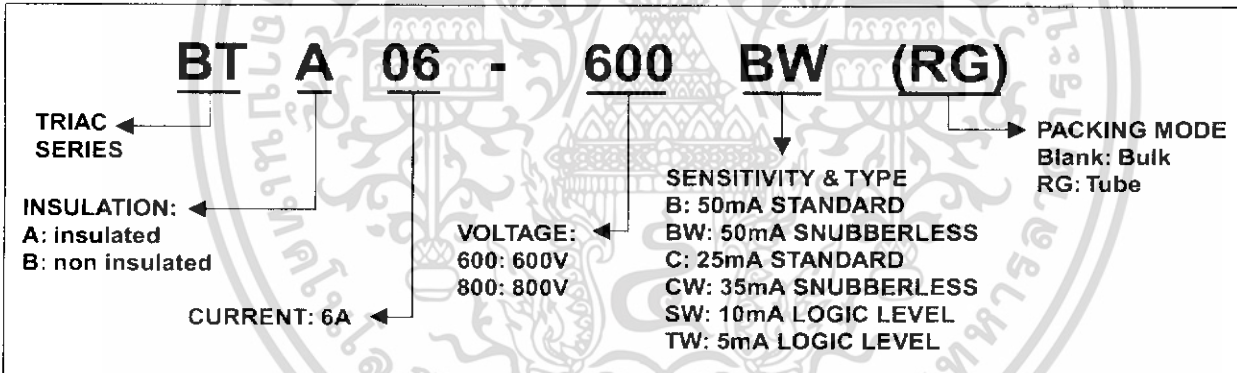 BT A 06 - 600 BW (RG)
TRIAC
SERIES
INSULATION:
A: insulated
B: non insulated
CURRENT: 6A
VOLTAGE:
600: 600V
800: 800V
SENSITIVITY & TYPE
B: 50mA STANDARD
BW: 50mA SNUBBERLESS
C: 25mA STANDARD
CW: 35mA SNUBBERLESS
SW: 10mA LOGIC LEVEL
TW: 5mA LOGIC LEVEL
PACKING MODE
Blank: Bulk
RG: Tube